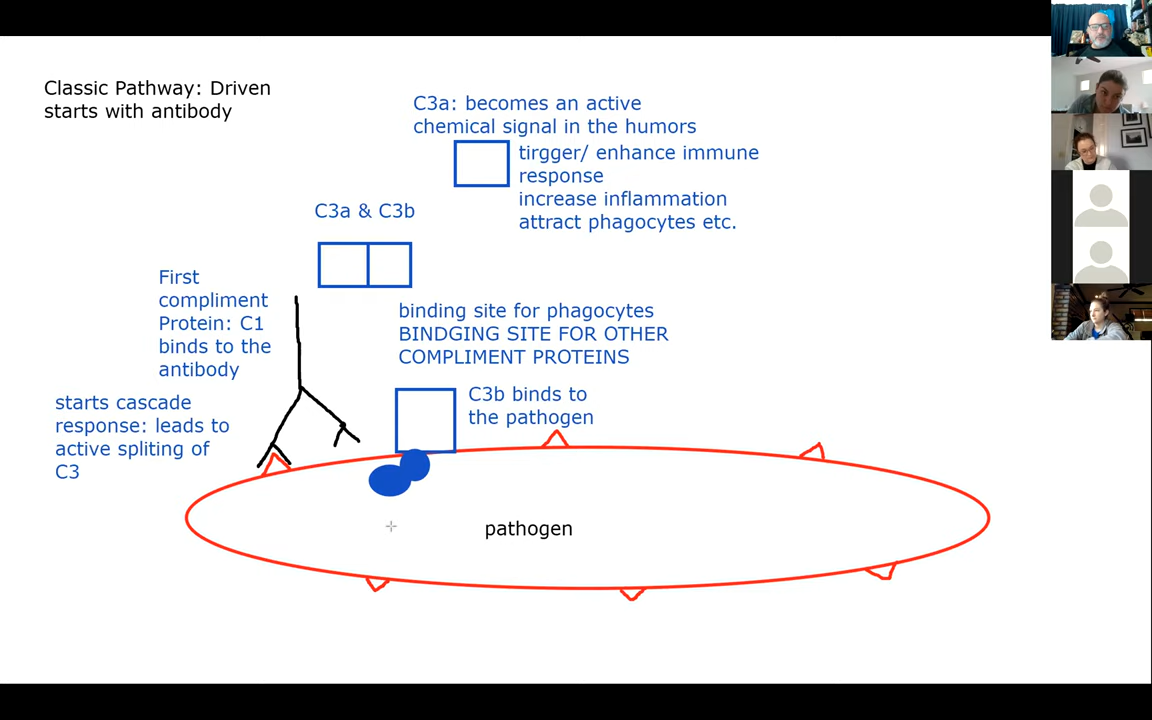 Classic Pathway: Driven
starts with antibody
C3a: becomes an active
chemical signal in the humors
tirgger/ enhance immune
response
increase inflammation
attract phagocytes etc.
C3a & C3b
First
compliment
Protein: C1
binds to the
antibody
binding site for phagocytes
BINDGING SITE FOR OTHER
COMPLIMENT PROTEINS
C3b binds to
the pathogen
starts cascade
response: leads to
active spliting of
C3
pathogen